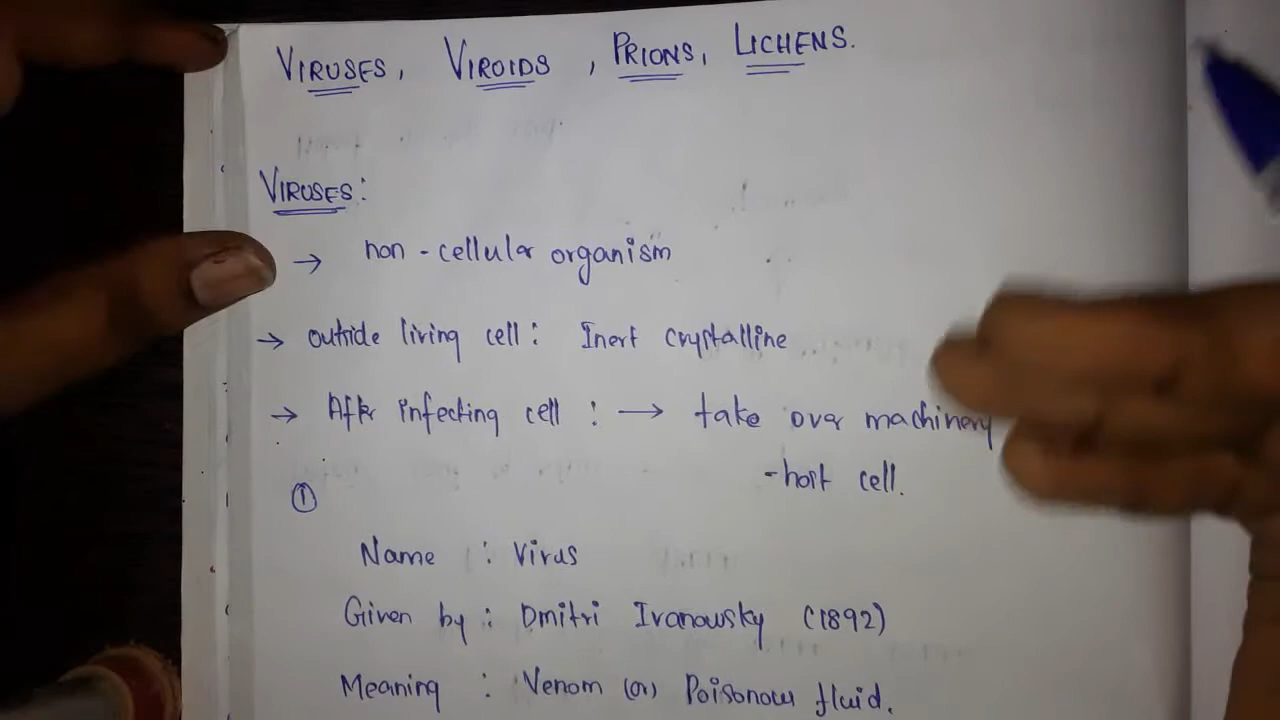 VIRUSES, VIROIDS, PRIONS, LICHENS.
VIRUSES:
→ non-cellular organism
→ outside living cell: Inert crystalline
→ After infecting cell : → take over machinery
-host cell.
①
Name : Virus
Given by : Dmitri Ivanowsky (1892)
Meaning : Venom (or) Poisonous fluid.